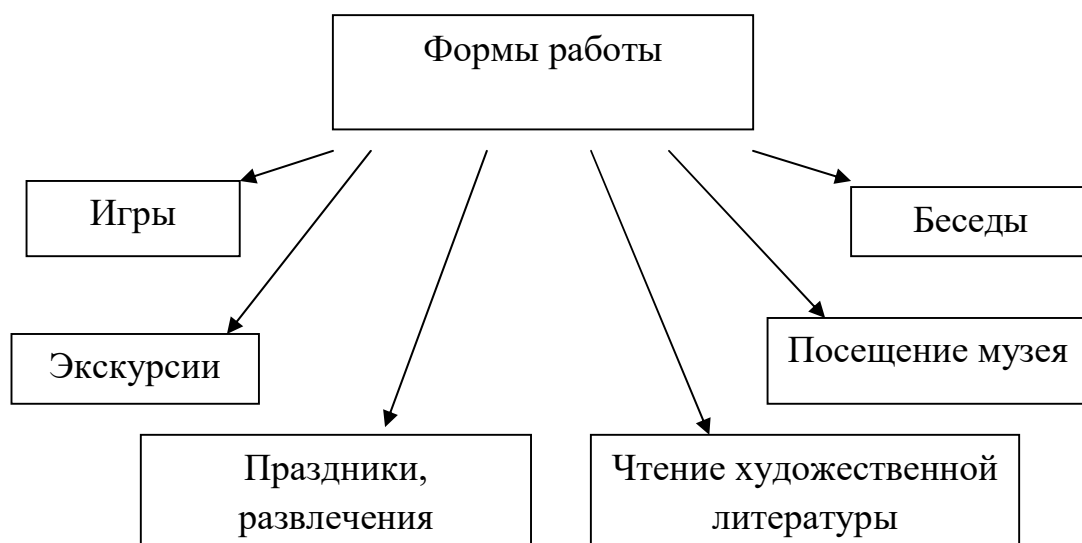 Формы работы
Игры
Беседы
Экскурсии
Посещение музея
Праздники,
развлечения
Чтение художественной
литературы